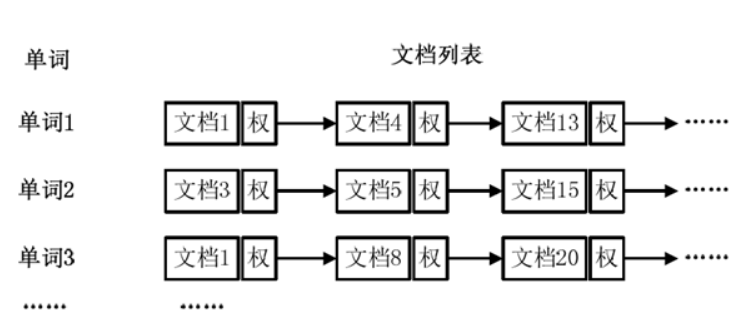 单词 文档列表
单词1 文档1 权 文档4 权 文档13 权 ……
单词2 文档3 权 文档5 权 文档15 权 ……
单词3 文档1 权 文档8 权 文档20 权 ……
…… ……